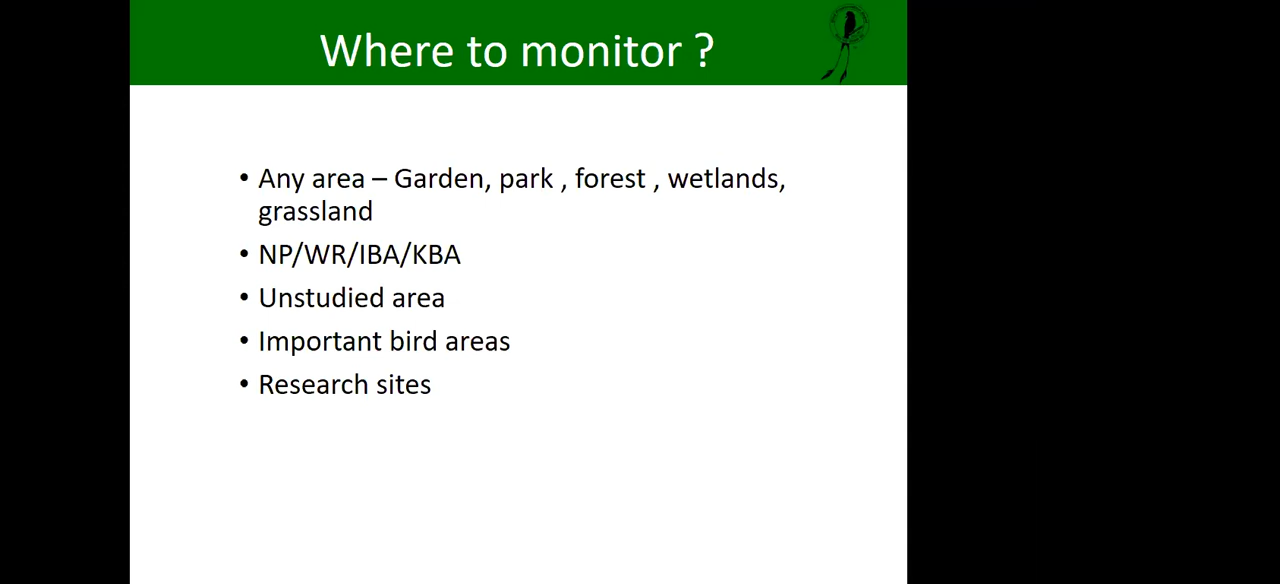 Where to monitor ?
• Any area – Garden, park , forest , wetlands,
grassland
• NP/WR/IBA/KBA
• Unstudied area
• Important bird areas
• Research sites